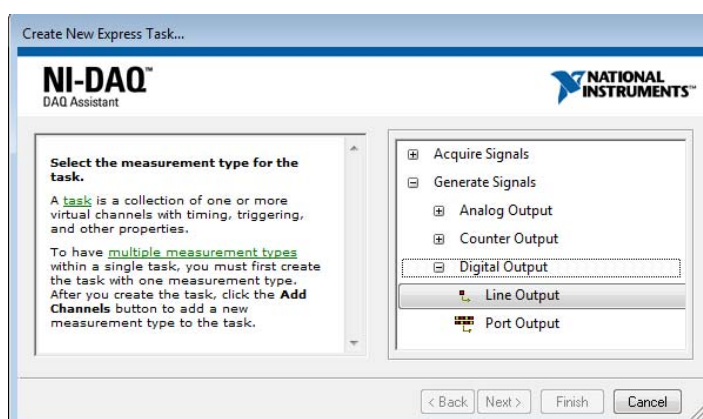 Create New Express Task...
NI-DAQ™
DAQ Assistant
NATIONAL
INSTRUMENTS™
Select the measurement type for the
task.
A task is a collection of one or more
virtual channels with timing, triggering,
and other properties.
To have multiple measurement types
within a single task, you must first create
the task with one measurement type.
After you create the task, click the Add
Channels button to add a new
measurement type to the task.
Acquire Signals
Generate Signals
Analog Output
Counter Output
Digital Output
Line Output
Port Output
< Back
Next >
Finish
Cancel